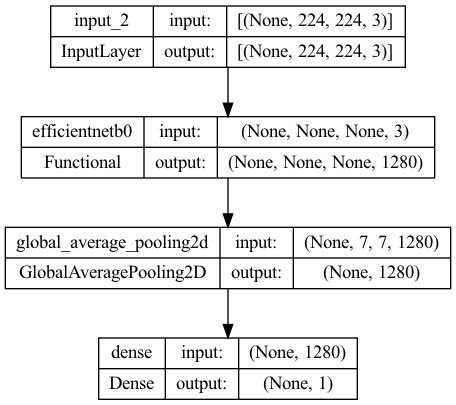 input_2 input: [(None, 224, 224, 3)]
InputLayer output: [(None, 224, 224, 3)]
efficientnetb0 input: (None, None, None, 3)
Functional output: (None, None, None, 1280)
global_average_pooling2d input: (None, 7, 7, 1280)
GlobalAveragePooling2D output: (None, 1280)
dense input: (None, 1280)
Dense output: (None, 1)